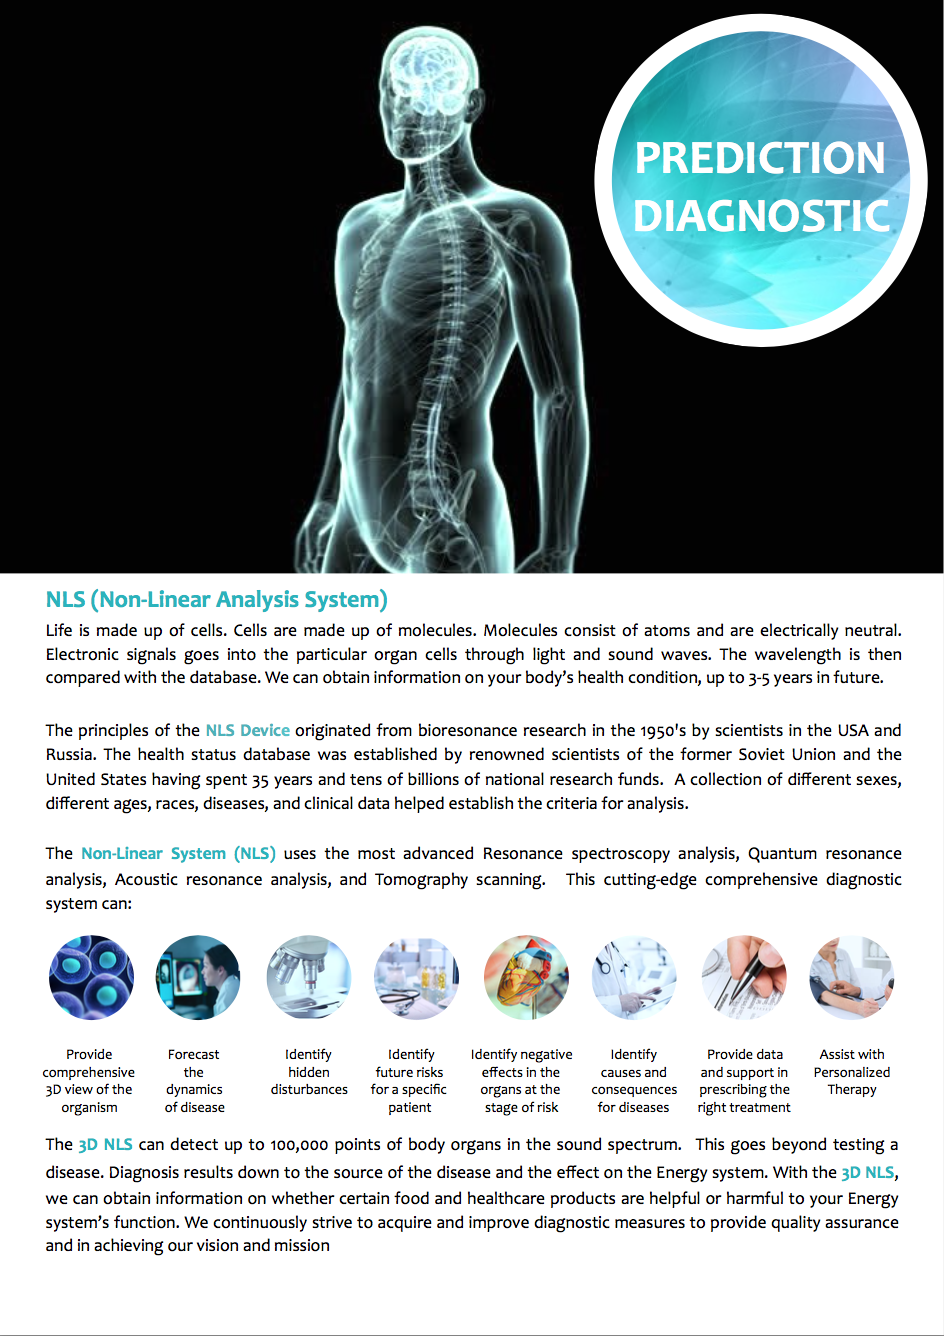 PREDICTION
DIAGNOSTIC
NLS (Non-Linear Analysis System)
Life is made up of cells. Cells are made up of molecules. Molecules consist of atoms and are electrically neutral.
Electronic signals goes into the particular organ cells through light and sound waves. The wavelength is then
compared with the database. We can obtain information on your body's health condition, up to 3-5 years in future.
The principles of the NLS Device originated from bioresonance research in the 1950's by scientists in the USA and
Russia. The health status database was established by renowned scientists of the former Soviet Union and the
United States having spent 35 years and tens of billions of national research funds. A collection of different sexes,
different ages, races, diseases, and clinical data helped establish the criteria for analysis.
The Non-Linear System (NLS) uses the most advanced Resonance spectroscopy analysis, Quantum resonance
analysis, Acoustic resonance analysis, and Tomography scanning. This cutting-edge comprehensive diagnostic
system can:
Provide
comprehensive
3D view of the
organism
Forecast
the
dynamics
of disease
Identify
hidden
disturbances
Identify
future risks
for a specific
patient
Identify negative
effects in the
organs at the
stage of risk
Identify
causes and
consequences
for diseases
Provide data
and support in
prescribing the
right treatment
Assist with
Personalized
Therapy
The 3D NLS can detect up to 100,000 points of body organs in the sound spectrum. This goes beyond testing a
disease. Diagnosis results down to the source of the disease and the effect on the Energy system. With the 3D NLS,
we can obtain information on whether certain food and healthcare products are helpful or harmful to your Energy
system's function. We continuously strive to acquire and improve diagnostic measures to provide quality assurance
and in achieving our vision and mission